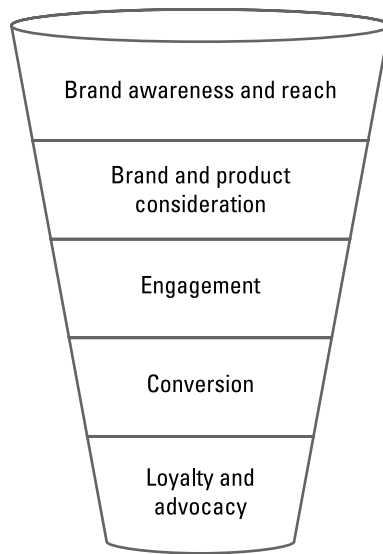 Brand awareness and reach
Brand and product
consideration
Engagement
Conversion
Loyalty and
advocacy